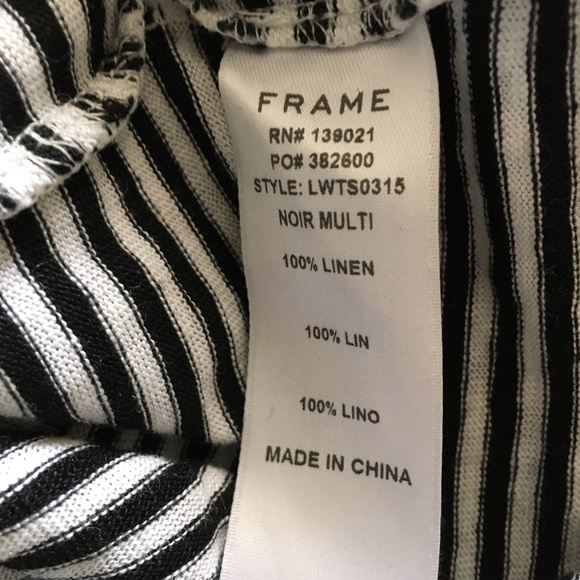 FRAME
RN# 139021
PO# 382600
STYLE: LWTS0315
NOIR MULTI
100% LINEN
100% LIN
100% LINO
MADE IN CHINA